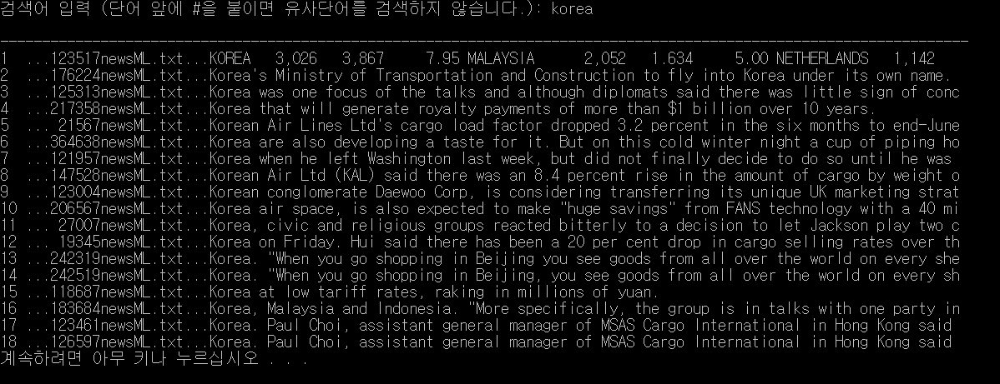 검색어 입력 (단어 앞에 #을 붙이면 유사단어를 검색하지 않습니다.): korea
--------------------------------------------------------------------------------------------------------------------
1 ...123517newsML.txt...KOREA 3,026 3,867 7.95 MALAYSIA 2,052 1.634 5.00 NETHERLANDS 1,142
2 ...176224newsML.txt...Korea's Ministry of Transportation and Construction to fly into Korea under its own name.
3 ...125313newsML.txt...Korea was one focus of the talks and although diplomats said there was little sign of conc
4 ...217358newsML.txt...Korea that will generate royalty payments of more than $1 billion over 10 years.
5 ... 21567newsML.txt...Korean Air Lines Ltd's cargo load factor dropped 3.2 percent in the six months to end-June
6 ...364638newsML.txt...Korea are also developing a taste for it. But on this cold winter night a cup of piping ho
7 ...121957newsML.txt...Korea when he left Washington last week, but did not finally decide to do so until he was
8 ...147528newsML.txt...Korean Air Ltd (KAL) said there was an 8.4 percent rise in the amount of cargo by weight o
9 ...123004newsML.txt...Korean conglomerate Daewoo Corp, is considering transferring its unique UK marketing strat
10 ...206567newsML.txt...Korea air space, is also expected to make "huge savings" from FANS technology with a 40 mi
11 ... 27007newsML.txt...Korea, civic and religious groups reacted bitterly to a decision to let Jackson play two c
12 ... 19345newsML.txt...Korea on Friday. Hui said there has been a 20 per cent drop in cargo selling rates over th
13 ...242319newsML.txt...Korea. "When you go shopping in Beijing you see goods from all over the world on every she
14 ...242519newsML.txt...Korea. "When you go shopping in Beijing, you see goods from all over the world on every sh
15 ...118687newsML.txt...Korea at low tariff rates, raking in millions of yuan.
16 ...183684newsML.txt...Korea, Malaysia and Indonesia. "More specifically, the group is in talks with one party in
17 ...123461newsML.txt...Korea. Paul Choi, assistant general manager of MSAS Cargo International in Hong Kong said
18 ...126597newsML.txt...Korea. Paul Choi, assistant general manager of MSAS Cargo International in Hong Kong said
계속하려면 아무 키나 누르십시오 . . .